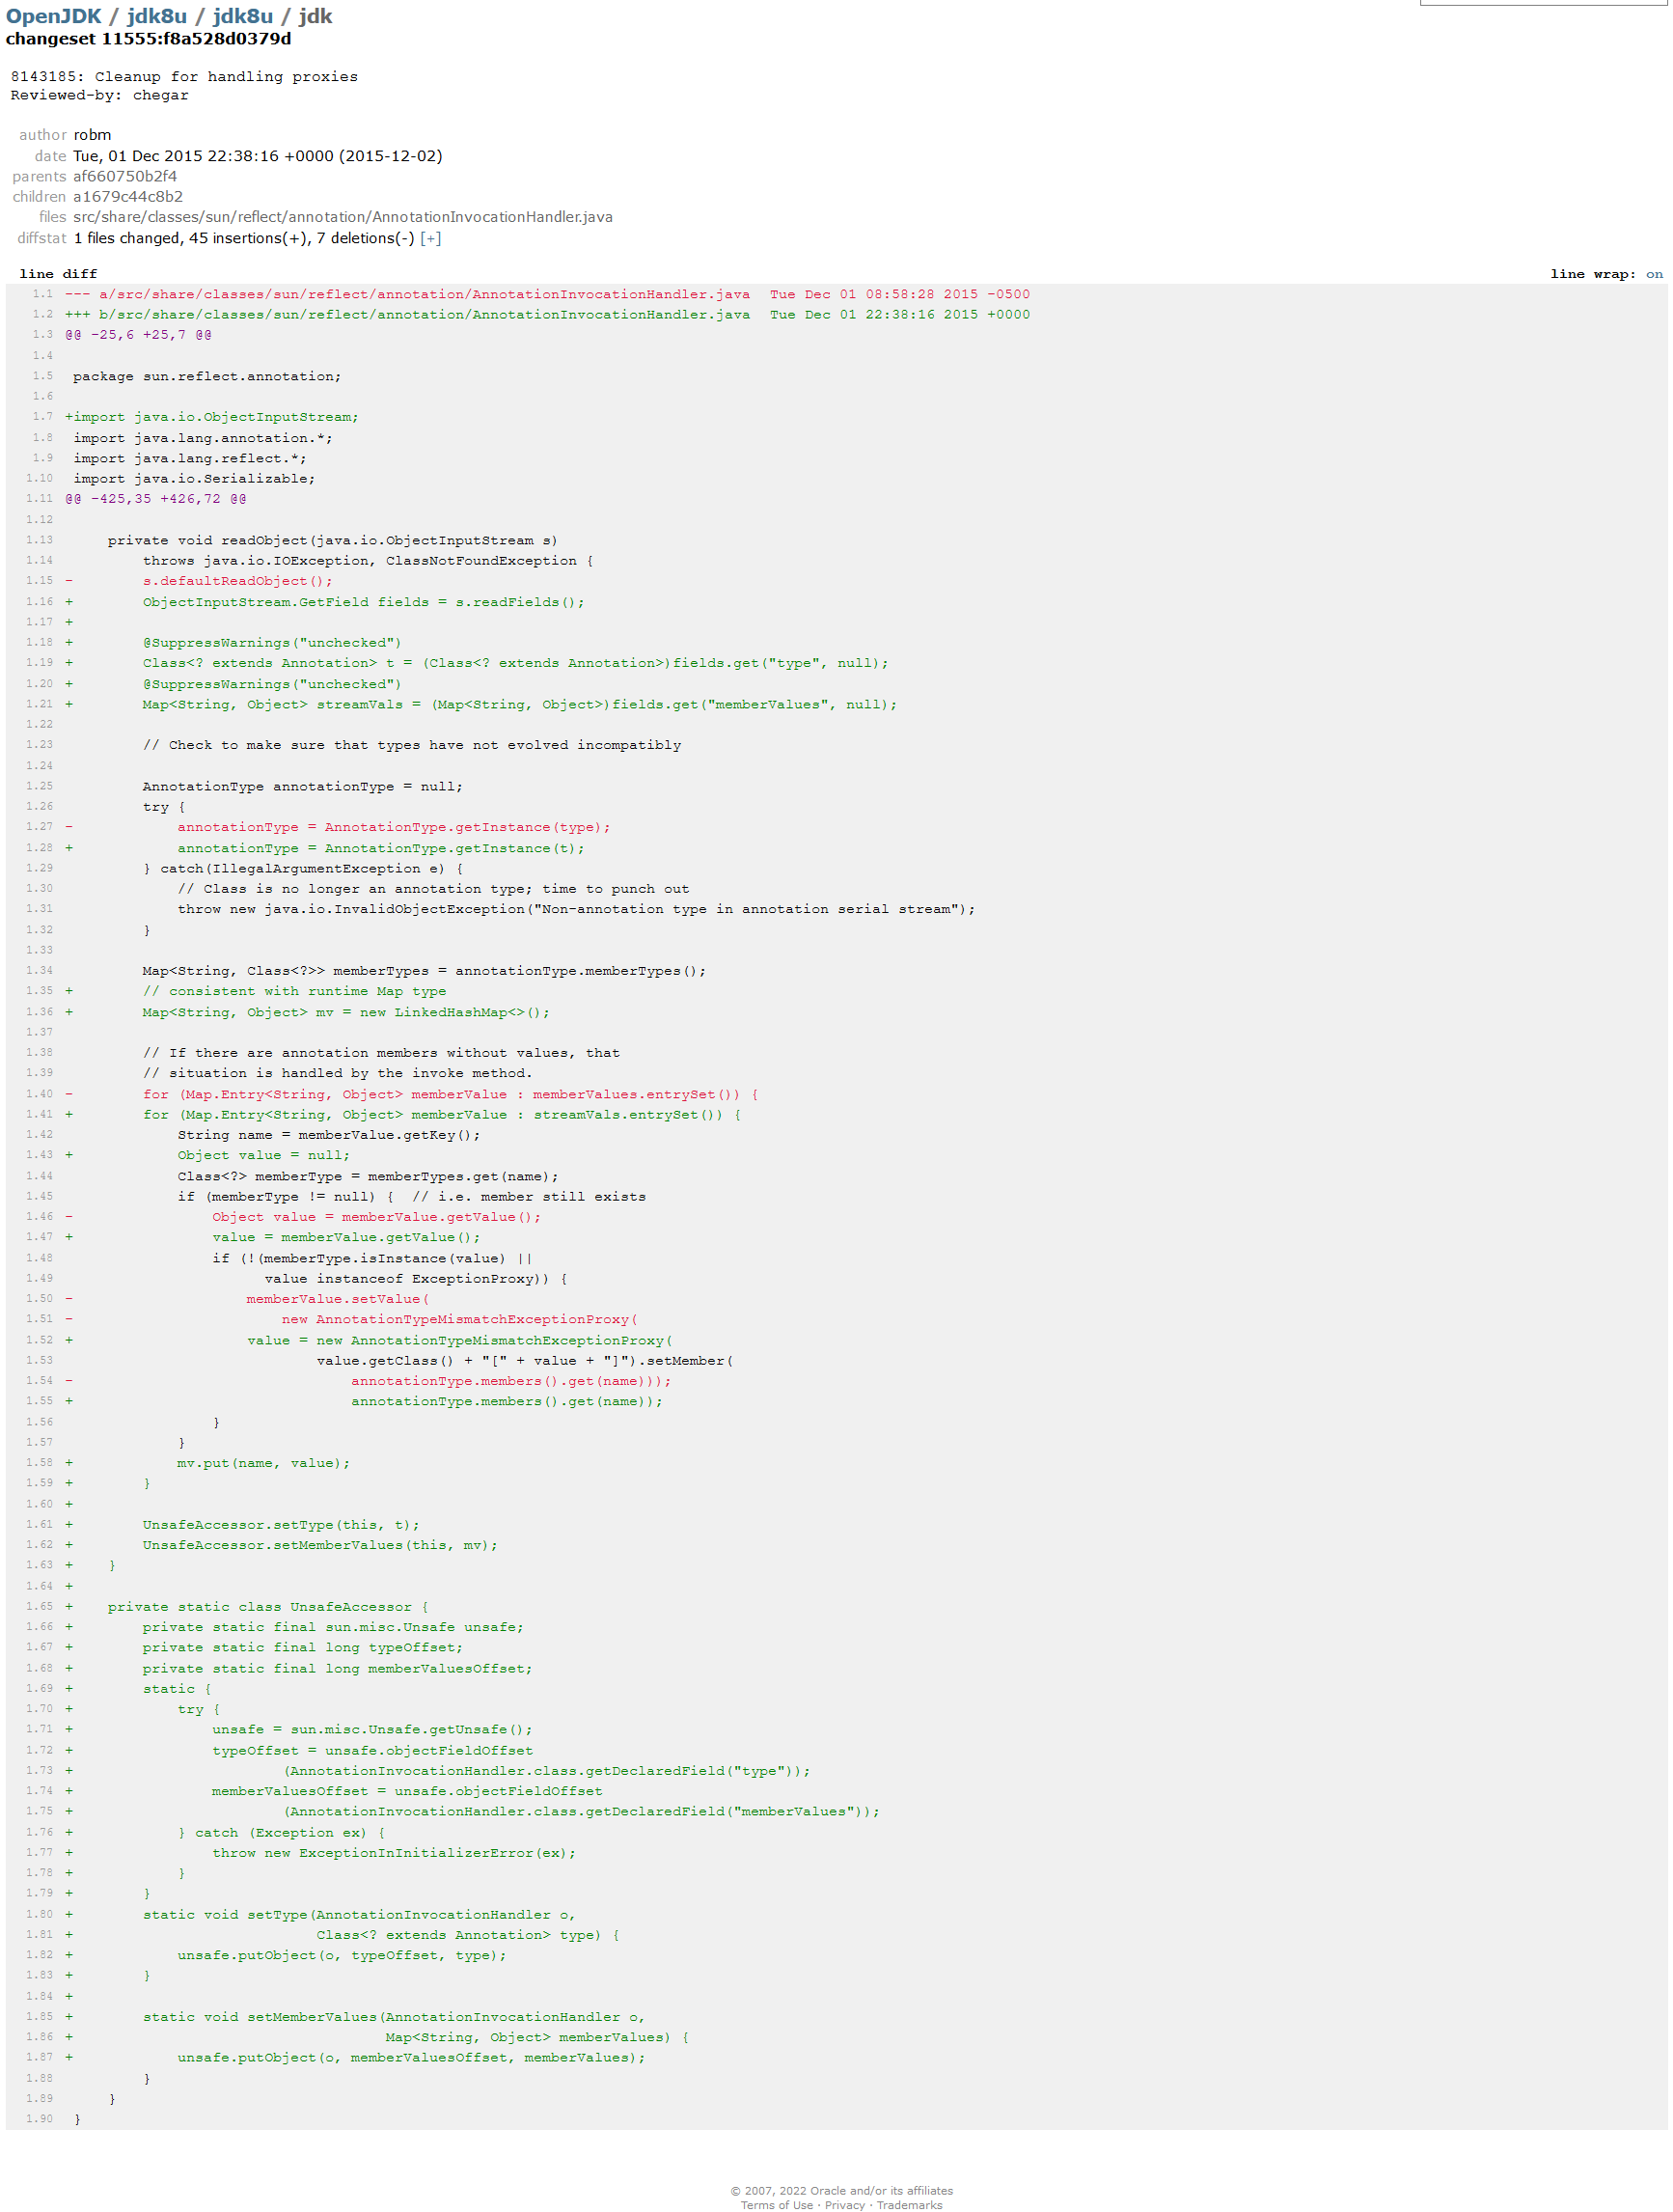 OpenJDK / jdk8u / jdk8u / jdk
changeset 11555:f8a528d0379d
8143185: Cleanup for handling proxies
Reviewed-by: chegar
author robm
date Tue, 01 Dec 2015 22:38:16 +0000 (2015-12-02)
parents af660750b2f4
children a1679c44c8b2
files src/share/classes/sun/reflect/annotation/AnnotationInvocationHandler.java
diffstat 1 files changed, 45 insertions(+), 7 deletions(-) [+]
line diff line wrap: on
1.1 --- a/src/share/classes/sun/reflect/annotation/AnnotationInvocationHandler.java Tue Dec 01 08:58:28 2015 -0500
1.2 +++ b/src/share/classes/sun/reflect/annotation/AnnotationInvocationHandler.java Tue Dec 01 22:38:16 2015 +0000
1.3 @@ -25,6 +25,7 @@
1.4
1.5 package sun.reflect.annotation;
1.6
1.7 +import java.io.ObjectInputStream;
1.8 import java.lang.annotation.*;
1.9 import java.lang.reflect.*;
1.10 import java.io.Serializable;
1.11 @@ -425,35 +426,72 @@
1.12
1.13 private void readObject(java.io.ObjectInputStream s)
1.14 throws java.io.IOException, ClassNotFoundException {
1.15 - s.defaultReadObject();
1.16 + ObjectInputStream.GetField fields = s.readFields();
1.17 +
1.18 + @SuppressWarnings("unchecked")
1.19 + Class<? extends Annotation> t = (Class<? extends Annotation>)fields.get("type", null);
1.20 + @SuppressWarnings("unchecked")
1.21 + Map<String, Object> streamVals = (Map<String, Object>)fields.get("memberValues", null);
1.22
1.23 // Check to make sure that types have not evolved incompatibly
1.24
1.25 AnnotationType annotationType = null;
1.26 try {
1.27 - annotationType = AnnotationType.getInstance(type);
1.28 + annotationType = AnnotationType.getInstance(t);
1.29 } catch(IllegalArgumentException e) {
1.30 // Class is no longer an annotation type; time to punch out
1.31 throw new java.io.InvalidObjectException("Non-annotation type in annotation serial stream");
1.32 }
1.33
1.34 Map<String, Class<?>> memberTypes = annotationType.memberTypes();
1.35 + // consistent with runtime Map type
1.36 + Map<String, Object> mv = new LinkedHashMap<>();
1.37
1.38 // If there are annotation members without values, that
1.39 // situation is handled by the invoke method.
1.40 - for (Map.Entry<String, Object> memberValue : memberValues.entrySet()) {
1.41 + for (Map.Entry<String, Object> memberValue : streamVals.entrySet()) {
1.42 String name = memberValue.getKey();
1.43 + Object value = null;
1.44 Class<?> memberType = memberTypes.get(name);
1.45 if (memberType != null) { // i.e. member still exists
1.46 - Object value = memberValue.getValue();
1.47 + value = memberValue.getValue();
1.48 if (!(memberType.isInstance(value) ||
1.49 value instanceof ExceptionProxy)) {
1.50 - memberValue.setValue(
1.51 - new AnnotationTypeMismatchExceptionProxy(
1.52 + value = new AnnotationTypeMismatchExceptionProxy(
1.53 value.getClass() + "[" + value + "]").setMember(
1.54 - annotationType.members().get(name)));
1.55 + annotationType.members().get(name));
1.56 }
1.57 }
1.58 + mv.put(name, value);
1.59 + }
1.60 +
1.61 + UnsafeAccessor.setType(this, t);
1.62 + UnsafeAccessor.setMemberValues(this, mv);
1.63 + }
1.64 +
1.65 + private static class UnsafeAccessor {
1.66 + private static final sun.misc.Unsafe unsafe;
1.67 + private static final long typeOffset;
1.68 + private static final long memberValuesOffset;
1.69 + static {
1.70 + try {
1.71 + unsafe = sun.misc.Unsafe.getUnsafe();
1.72 + typeOffset = unsafe.objectFieldOffset
1.73 + (AnnotationInvocationHandler.class.getDeclaredField("type"));
1.74 + memberValuesOffset = unsafe.objectFieldOffset
1.75 + (AnnotationInvocationHandler.class.getDeclaredField("memberValues"));
1.76 + } catch (Exception ex) {
1.77 + throw new ExceptionInInitializerError(ex);
1.78 + }
1.79 + }
1.80 + static void setType(AnnotationInvocationHandler o,
1.81 + Class<? extends Annotation> type) {
1.82 + unsafe.putObject(o, typeOffset, type);
1.83 + }
1.84 +
1.85 + static void setMemberValues(AnnotationInvocationHandler o,
1.86 + Map<String, Object> memberValues) {
1.87 + unsafe.putObject(o, memberValuesOffset, memberValues);
1.88 }
1.89 }
1.90 }
© 2007, 2022 Oracle and/or its affiliates
Terms of Use · Privacy · Trademarks